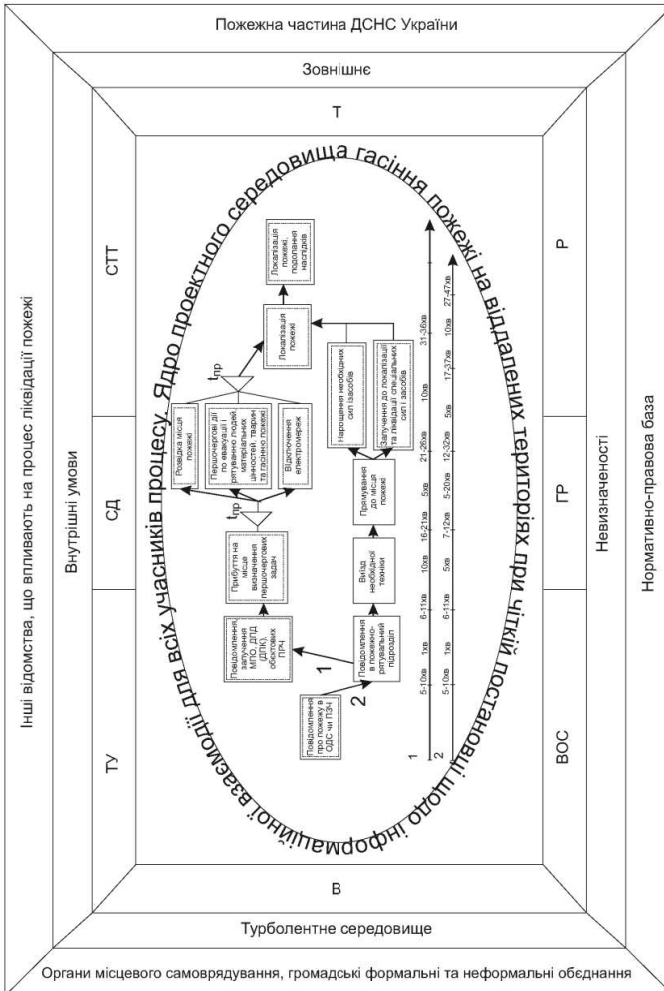 Пожежна частина ДСНС України
Зовнішнє
Т
Інші відомства, що впливають на процес ліквідації пожежі
Внутрішні умови
СТТ
СД
ТУ
Ядро проектного середовища гасіння пожежі на віддалених територіях при чіткій постановці щодо інформаційної взаємодії для всіх учасників процесу.
Повідомлення
про пожежу в
ОДС чи ПЗЧ
1
2
Повідомлення,
залучення
МПО, ДПД
(ДПК),
обєктових
ПРЧ
Прибуття на
місце
визначення
першочергових
задач
tпр
Розвідка місця
пожежі
Першочергові дії
по евакуації і
рятуванню людей,
матеріальних
цінностей, тварин
та гасінню пожежі
Відключення
електромереж
tпр
Локалізація
пожежі
Локалізація
пожежі,
подолання
наслідків
Повідомлення
в пожежно-
рятувальний
підрозділ
Виїзд
необхідної
техніки
Прямування
до місця
пожежі
Нарощення необхідних
сил ізасобів
Залучення до локалізації
та ліквідації спеціальних
сил і засобів
1
5-10хв 1хв 6-11хв 10хв 16-21хв 5хв 21-26хв 10хв 31-36хв
2
5-10хв 1хв 6-11хв 5хв 7-12хв 5-20хв 12-32хв 5хв 17-37хв 10хв 27-47хв
Р
ГР
ВОС
Невизначеності
Нормативно-правова база
В
Турболентне середовище
Органи місцевого самоврядування, громадські формальні та неформальні обєднання